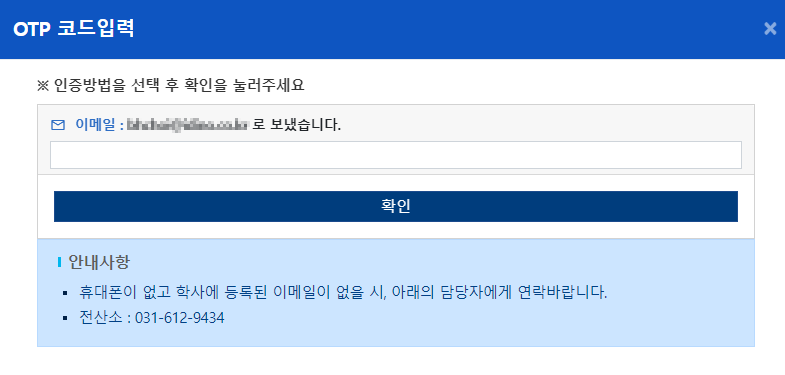 OTP 코드입력
×
※ 인증방법을 선택 후 확인을 눌러주세요
이메일 : 로 보냈습니다.
확인
안내사항
▪ 휴대폰이 없고 학사에 등록된 이메일이 없을 시, 아래의 담당자에게 연락바랍니다.
▪ 전산소 : 031-612-9434